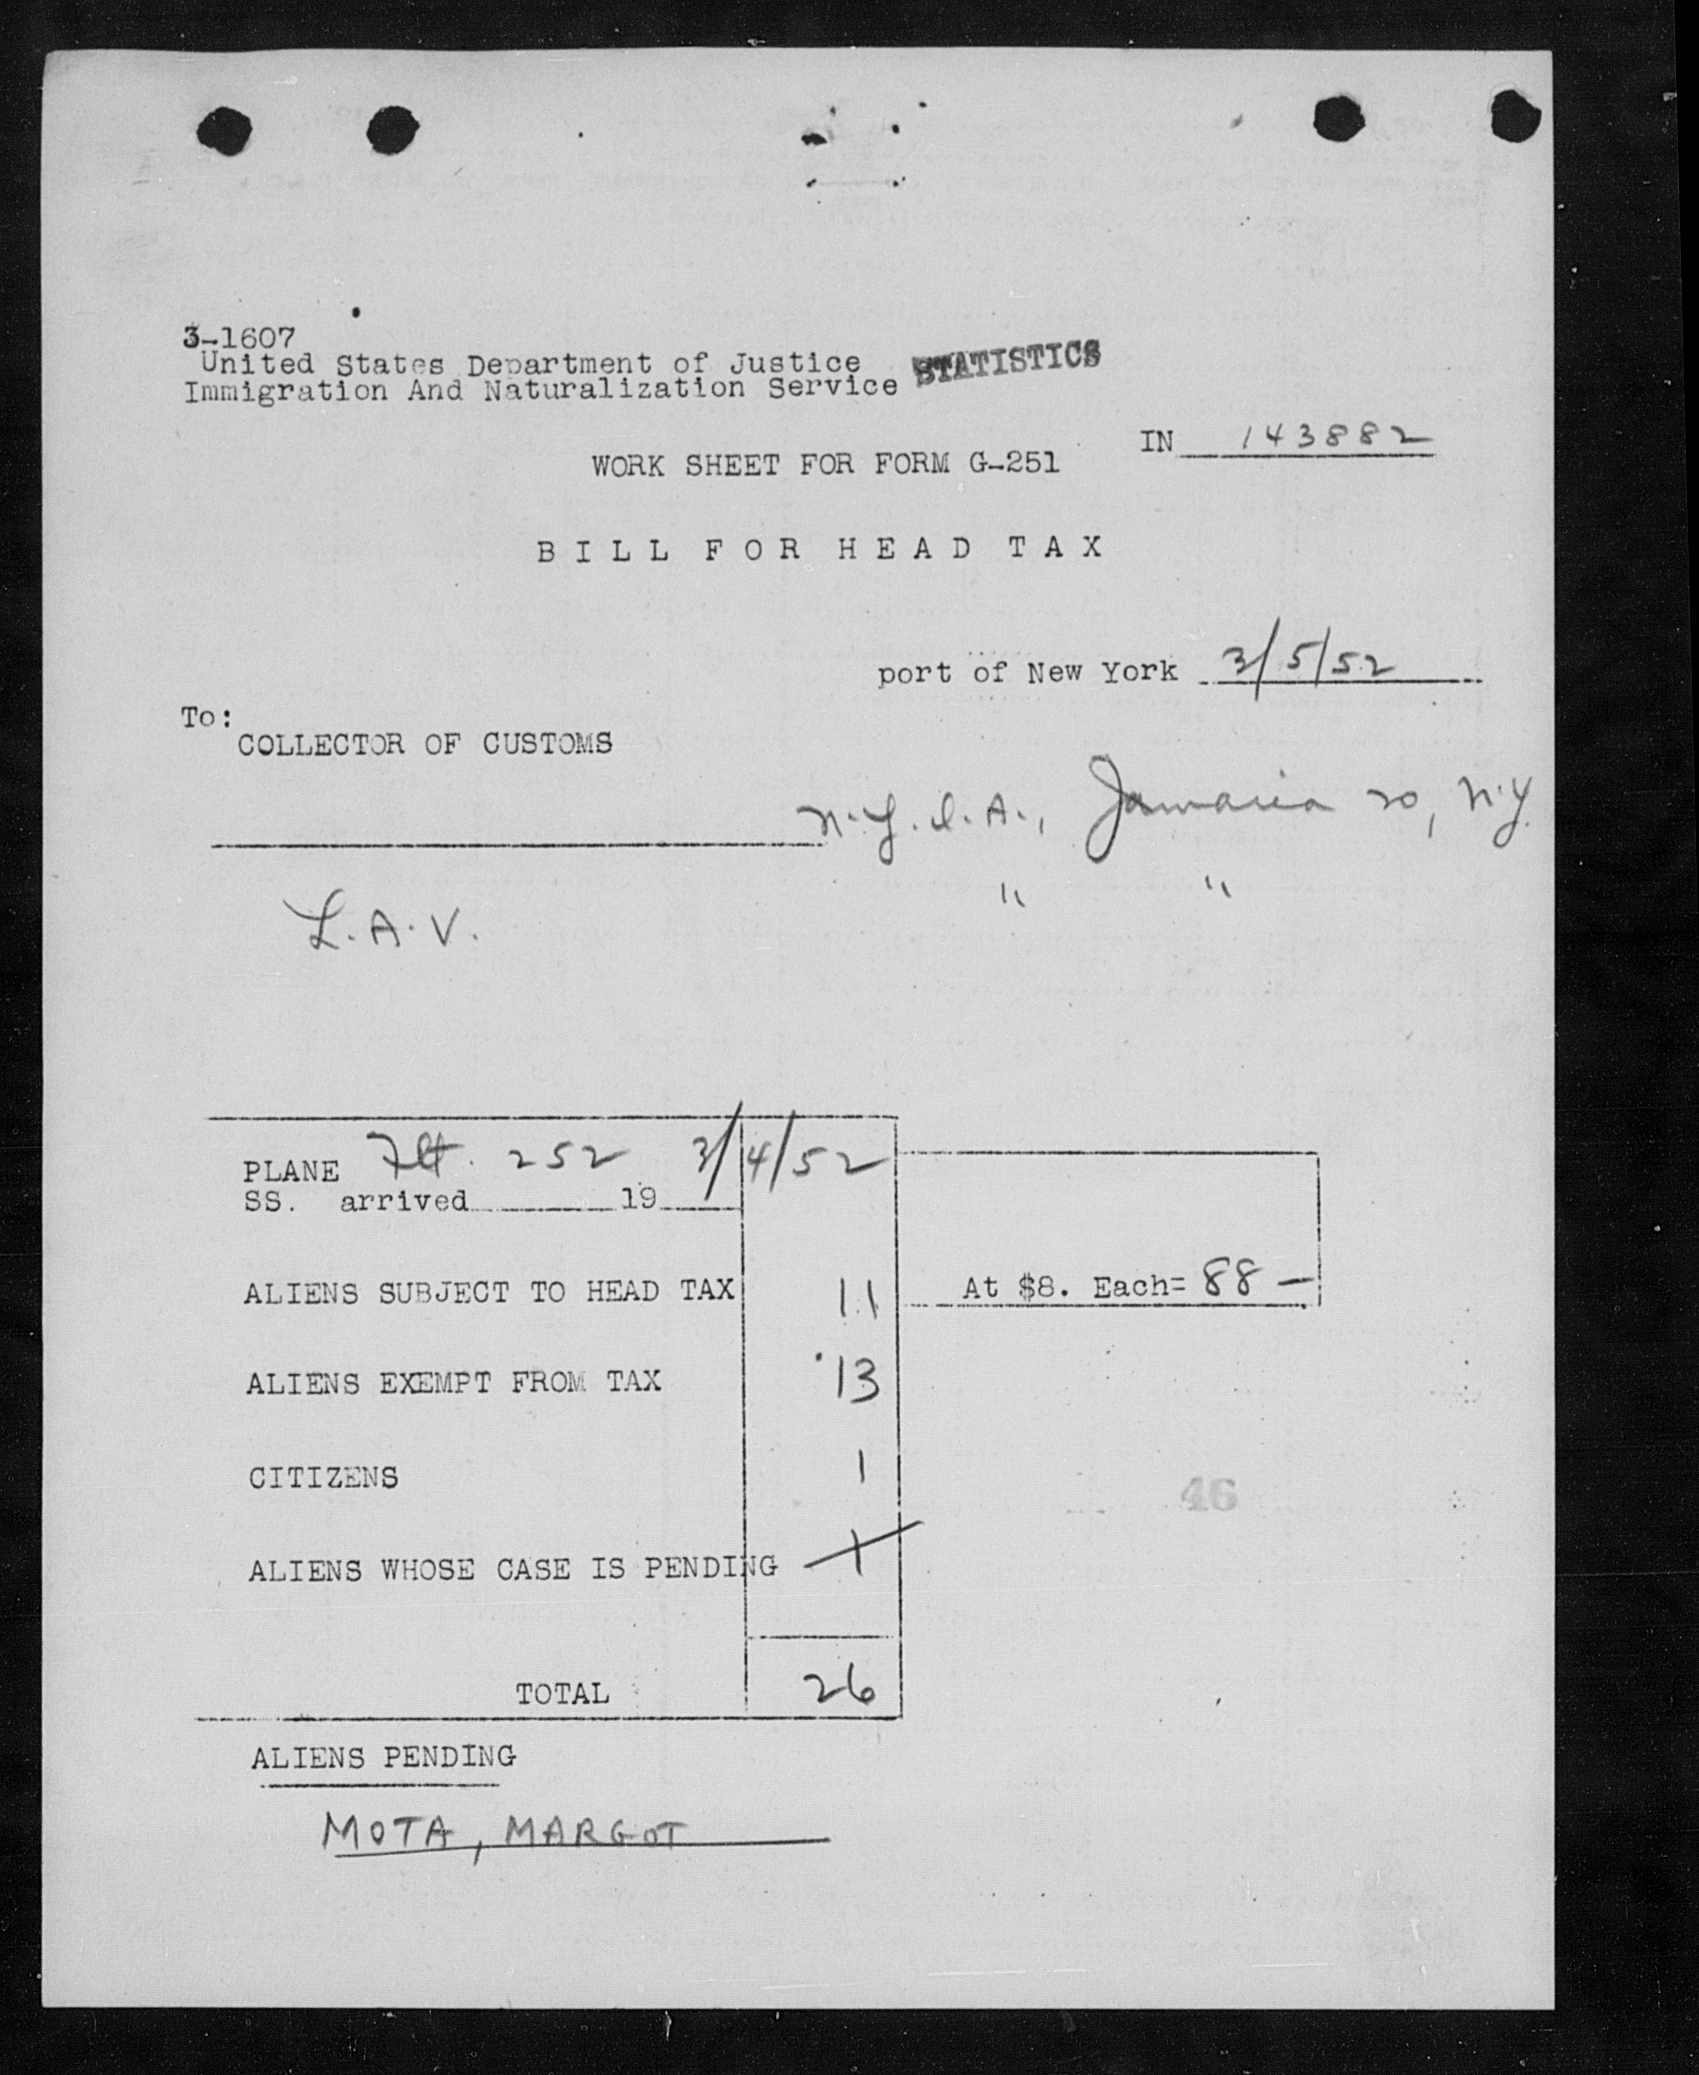 3-1607
United States Department of Justice STATISTICS
Immigration And Naturalization Service
IN 143882
WORK SHEET FOR FORM G-251
BILL FOR HEAD TAX
port of New York 3/5/52
To:
COLLECTOR OF CUSTOMS
N.Y.I.A., Jamaica 20, N.Y.
" "
L.A.V.
PLANE Flt. 252 3/4/52
SS. arrived 19
ALIENS SUBJECT TO HEAD TAX 11 At $8. Each= 88 —
ALIENS EXEMPT FROM TAX 13
CITIZENS 1
46
ALIENS WHOSE CASE IS PENDING 1
TOTAL 26
ALIENS PENDING
MOTA, MARGOT